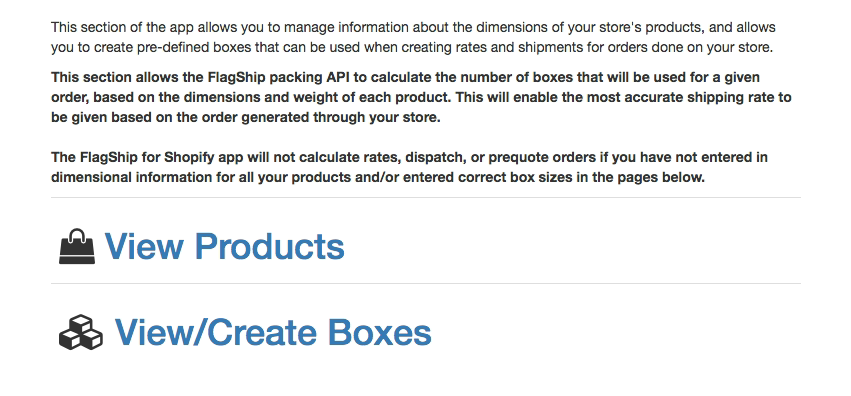 This section of the app allows you to manage information about the dimensions of your store's products, and allows
you to create pre-defined boxes that can be used when creating rates and shipments for orders done on your store.
This section allows the FlagShip packing API to calculate the number of boxes that will be used for a given
order, based on the dimensions and weight of each product. This will enable the most accurate shipping rate to
be given based on the order generated through your store.
The FlagShip for Shopify app will not calculate rates, dispatch, or prequote orders if you have not entered in
dimensional information for all your products and/or entered correct box sizes in the pages below.
View Products
View/Create Boxes